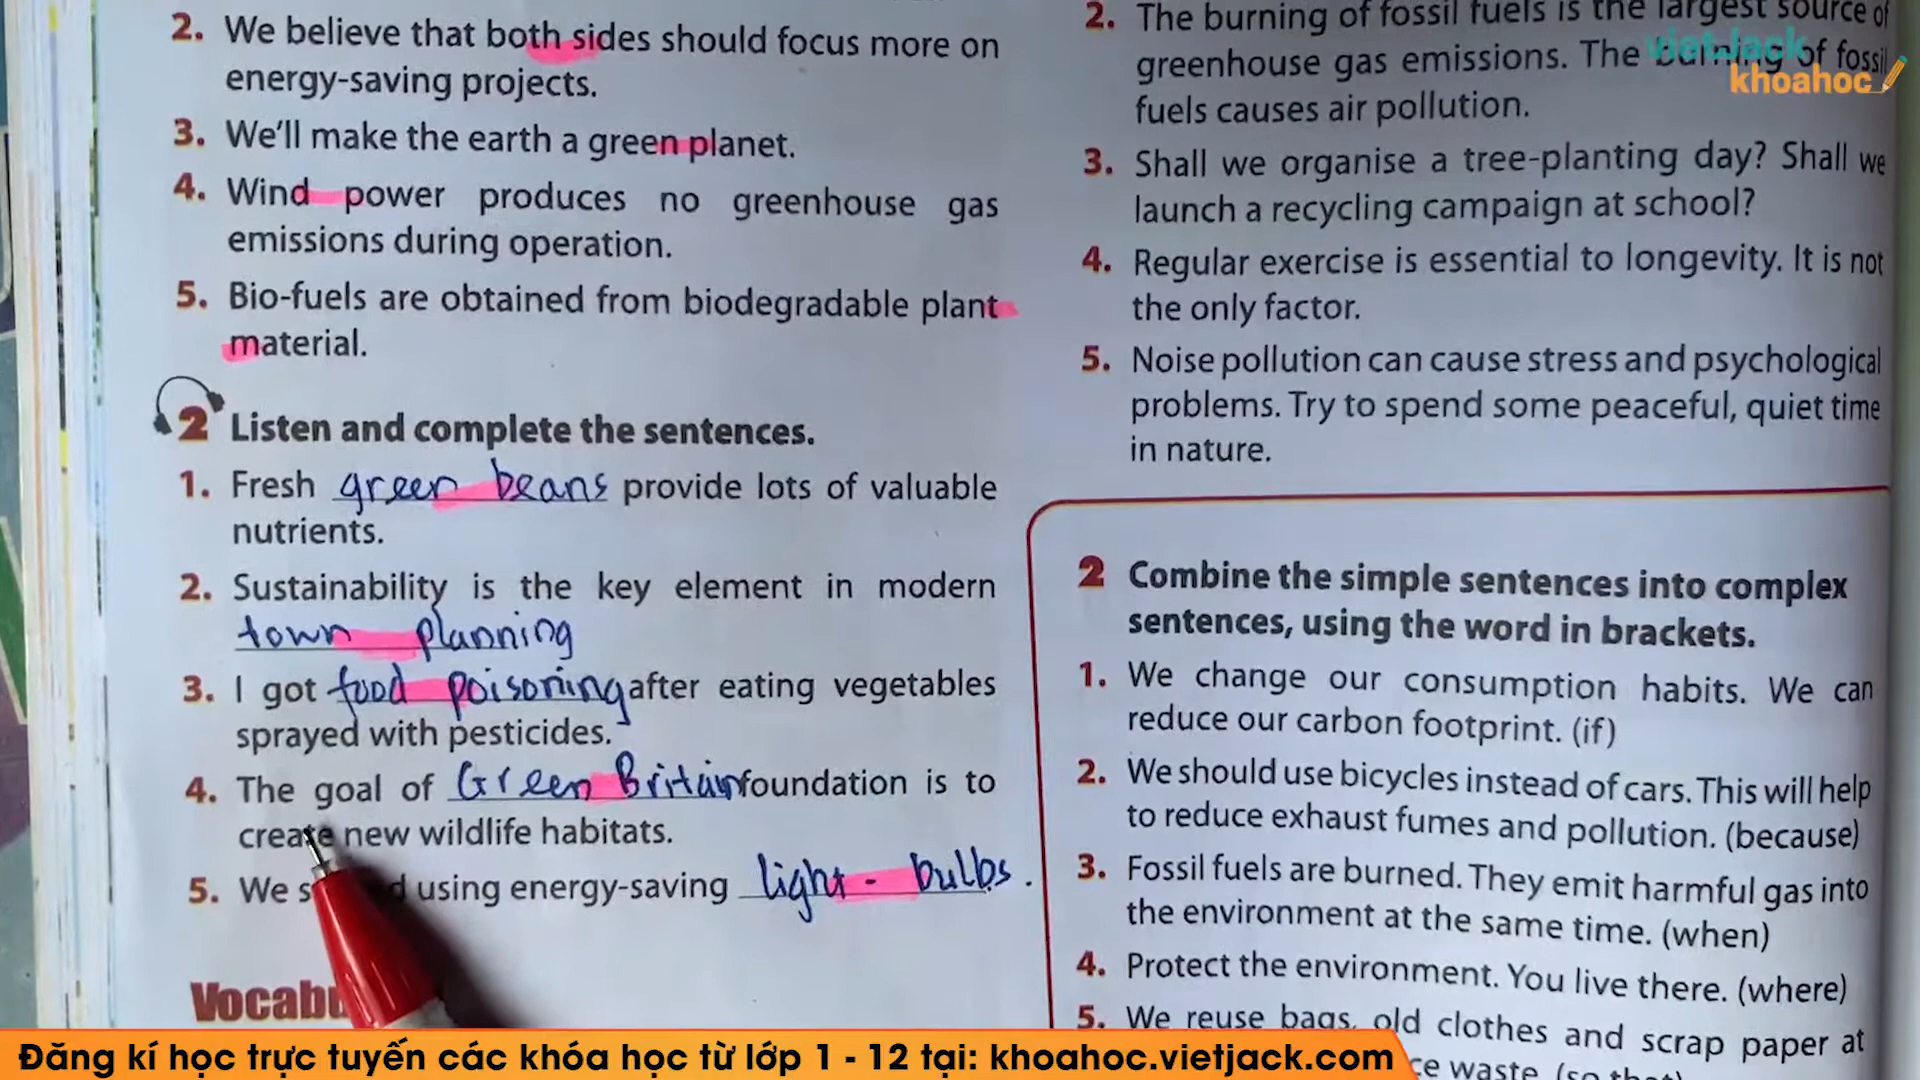 2. We believe that both sides should focus more on
energy-saving projects.
3. We'll make the earth a green planet.
4. Wind power produces no greenhouse gas
emissions during operation.
5. Bio-fuels are obtained from biodegradable plant
material.
2 Listen and complete the sentences.
1. Fresh green beans provide lots of valuable
nutrients.
2. Sustainability is the key element in modern
town planning
3. I got food poisoning after eating vegetables
sprayed with pesticides.
4. The goal of Green Britain foundation is to
create new wildlife habitats.
5. We using energy-saving light - bulbs.
2. The burning of fossil fuels is the largest source of
greenhouse gas emissions. The burning of fossil
fuels causes air pollution.
3. Shall we organise a tree-planting day? Shall we
launch a recycling campaign at school?
4. Regular exercise is essential to longevity. It is not
the only factor.
5. Noise pollution can cause stress and psychological
problems. Try to spend some peaceful, quiet time
in nature.
2 Combine the simple sentences into complex
sentences, using the word in brackets.
1. We change our consumption habits. We can
reduce our carbon footprint. (if)
2. We should use bicycles instead of cars. This will help
to reduce exhaust fumes and pollution. (because)
3. Fossil fuels are burned. They emit harmful gas into
the environment at the same time. (when)
4. Protect the environment. You live there. (where)
5. We reuse bags, old clothes and scrap paper at
waste. (so that)
vietJack
khoahoc
Đăng kí học trực tuyến các khóa học từ lớp 1 - 12 tại: khoahoc.vietjack.com